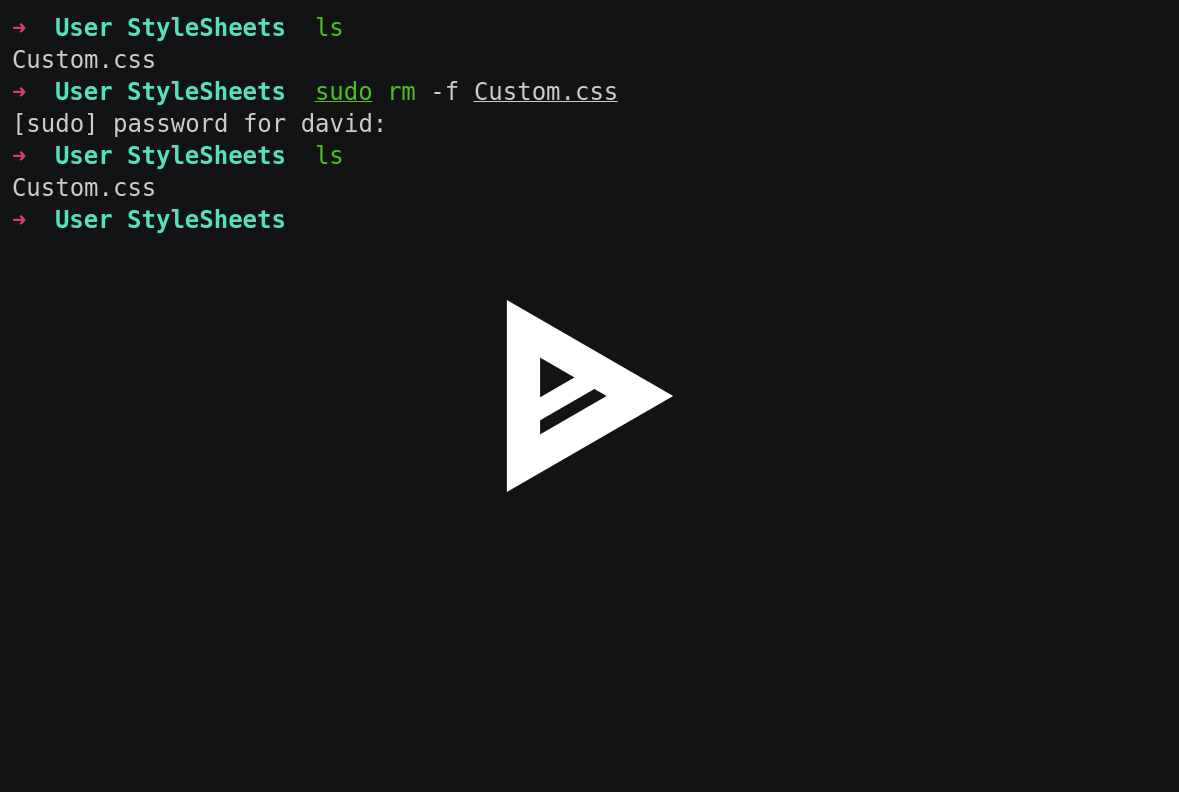 ➜  User StyleSheets  ls
Custom.css
➜  User StyleSheets  sudo rm -f Custom.css
[sudo] password for david:
➜  User StyleSheets  ls
Custom.css
➜  User StyleSheets